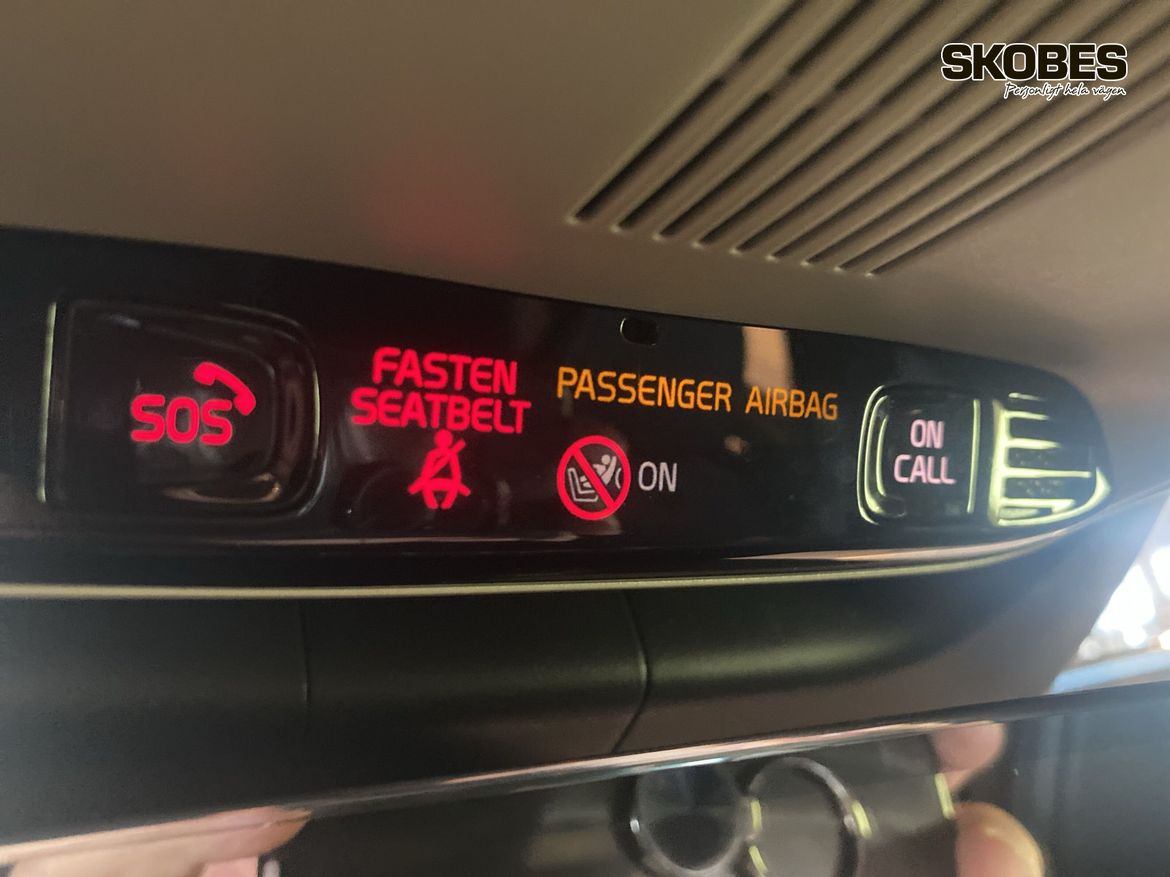 SKOBES
Personligt hela vägen
SOS
FASTEN
SEATBELT
PASSENGER AIRBAG
ON
ON
CALL